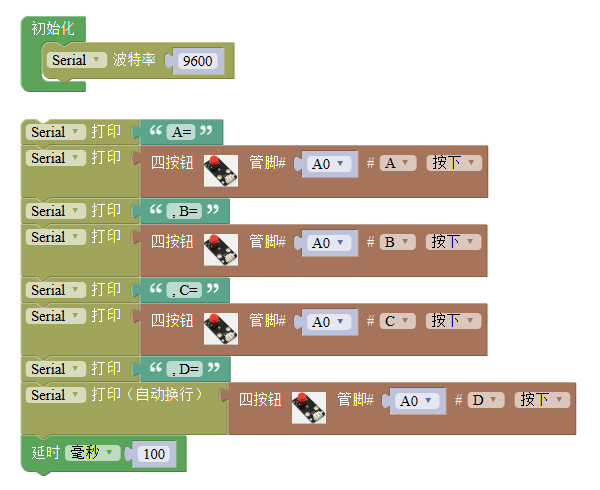 初始化
Serial 波特率 9600
Serial 打印 “ A= ”
Serial 打印 四按钮 管脚# A0 # A 按下
Serial 打印 “ ,B= ”
Serial 打印 四按钮 管脚# A0 # B 按下
Serial 打印 “ ,C= ”
Serial 打印 四按钮 管脚# A0 # C 按下
Serial 打印 “ ,D= ”
Serial 打印（自动换行） 四按钮 管脚# A0 # D 按下
延时 毫秒 100